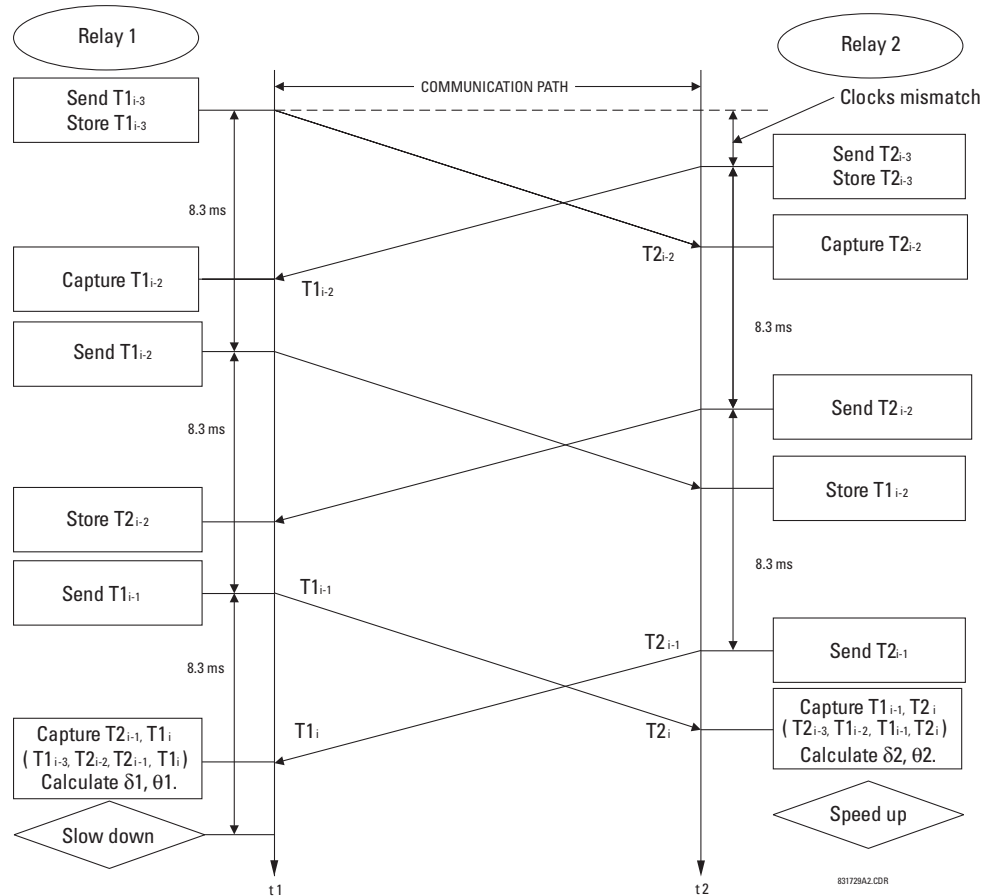 Relay 1
Relay 2
COMMUNICATION PATH
Clocks mismatch
Send T1i-3
Store T1i-3
Send T2i-3
Store T2i-3
8.3 ms
T2i-2
Capture T2i-2
Capture T1i-2
T1i-2
8.3 ms
Send T1i-2
Send T2i-2
8.3 ms
Store T1i-2
Store T2i-2
8.3 ms
Send T1i-1
T1i-1
T2i-1
Send T2i-1
8.3 ms
Capture T2i-1, T1i
( T1i-3, T2i-2, T2i-1, T1i)
Calculate δ1, θ1.
T1i
T2i
Capture T1i-1, T2i
( T2i-3, T1i-2, T1i-1, T2i)
Calculate δ2, θ2.
Slow down
Speed up
t1
t2
831729A2.CDR